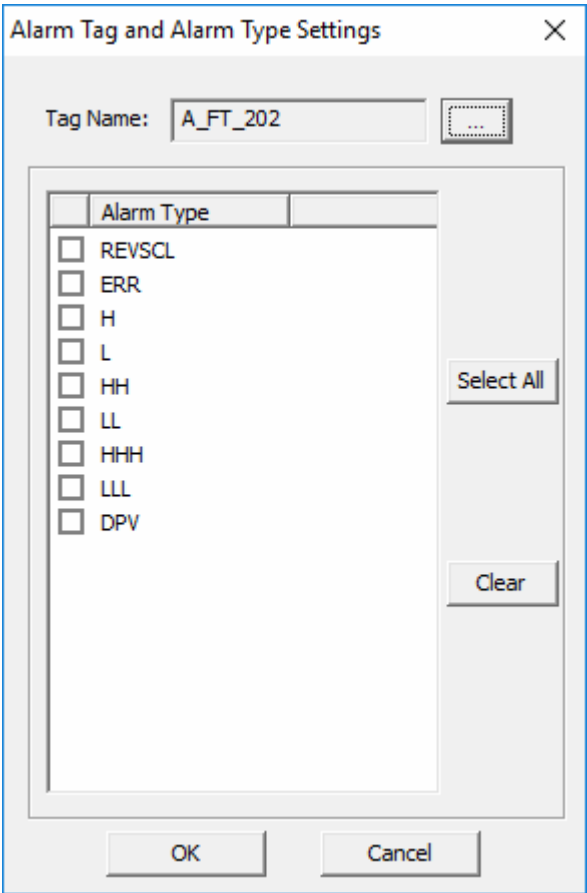 Alarm Tag and Alarm Type Settings
Tag Name: A_FT_202 ...
Alarm Type
REVSCL
ERR
H
L
HH
LL
HHH
LLL
DPV
Select All
Clear
OK Cancel